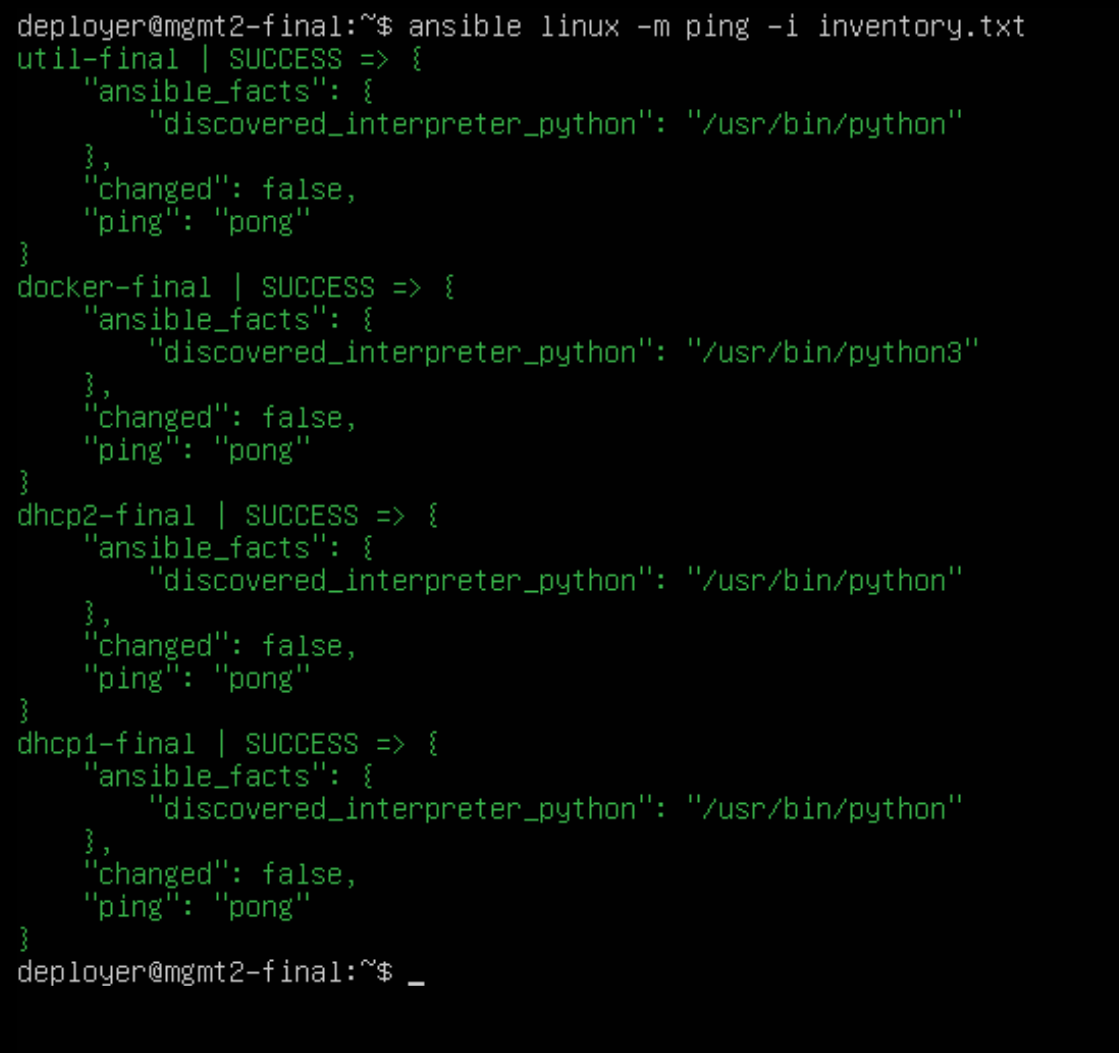 deployer@mgmt2-final:~$ ansible linux -m ping -i inventory.txt
util-final | SUCCESS => {
    "ansible_facts": {
        "discovered_interpreter_python": "/usr/bin/python"
    },
    "changed": false,
    "ping": "pong"
}
docker-final | SUCCESS => {
    "ansible_facts": {
        "discovered_interpreter_python": "/usr/bin/python3"
    },
    "changed": false,
    "ping": "pong"
}
dhcp2-final | SUCCESS => {
    "ansible_facts": {
        "discovered_interpreter_python": "/usr/bin/python"
    },
    "changed": false,
    "ping": "pong"
}
dhcp1-final | SUCCESS => {
    "ansible_facts": {
        "discovered_interpreter_python": "/usr/bin/python"
    },
    "changed": false,
    "ping": "pong"
}
deployer@mgmt2-final:~$ _